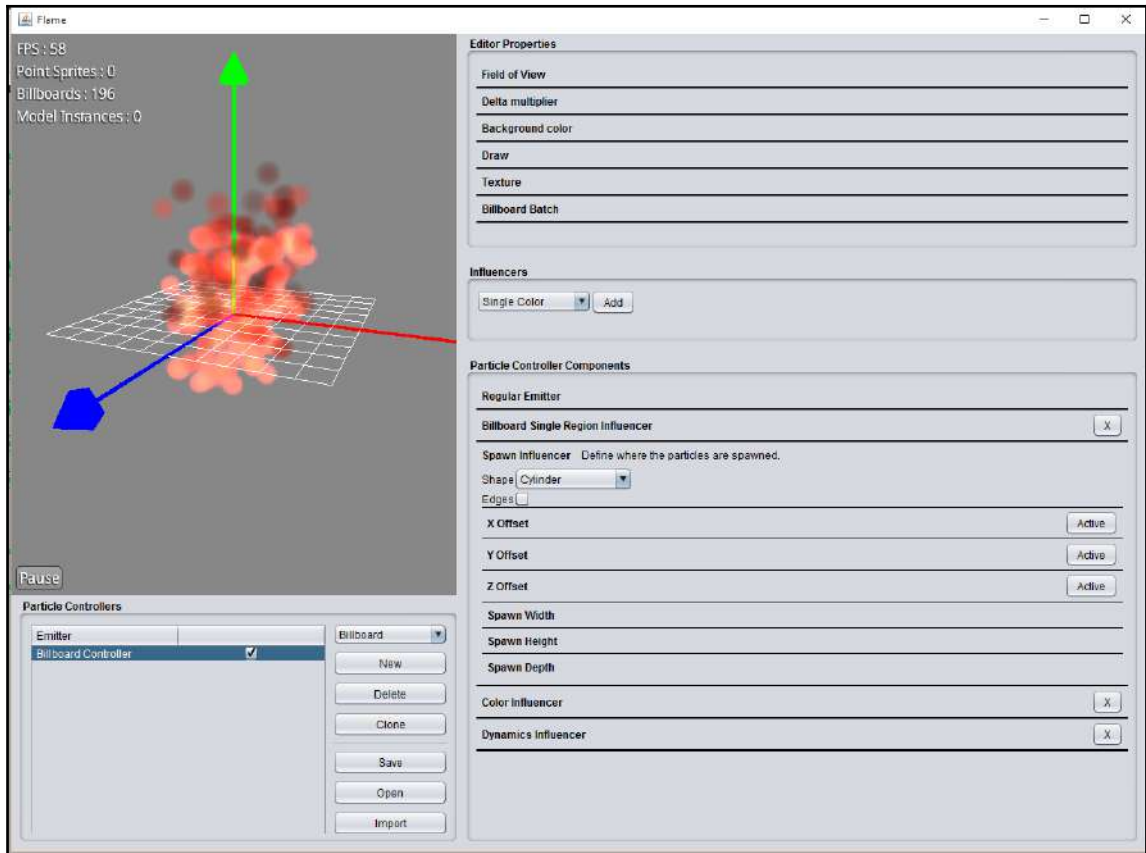 Flame
FPS : 58
Point Sprites : 0
Billboards : 196
Model Instances : 0
Pause
Particle Controllers
Emitter
Billboard Controller
Billboard
New
Delete
Clone
Save
Open
Import
Editor Properties
Field of View
Delta multiplier
Background color
Draw
Texture
Billboard Batch
Influencers
Single Color Add
Particle Controller Components
Regular Emitter
Billboard Single Region Influencer X
Spawn Influencer Define where the particles are spawned.
Shape Cylinder
Edges
X Offset Active
Y Offset Active
Z Offset Active
Spawn Width
Spawn Height
Spawn Depth
Color Influencer X
Dynamics Influencer X